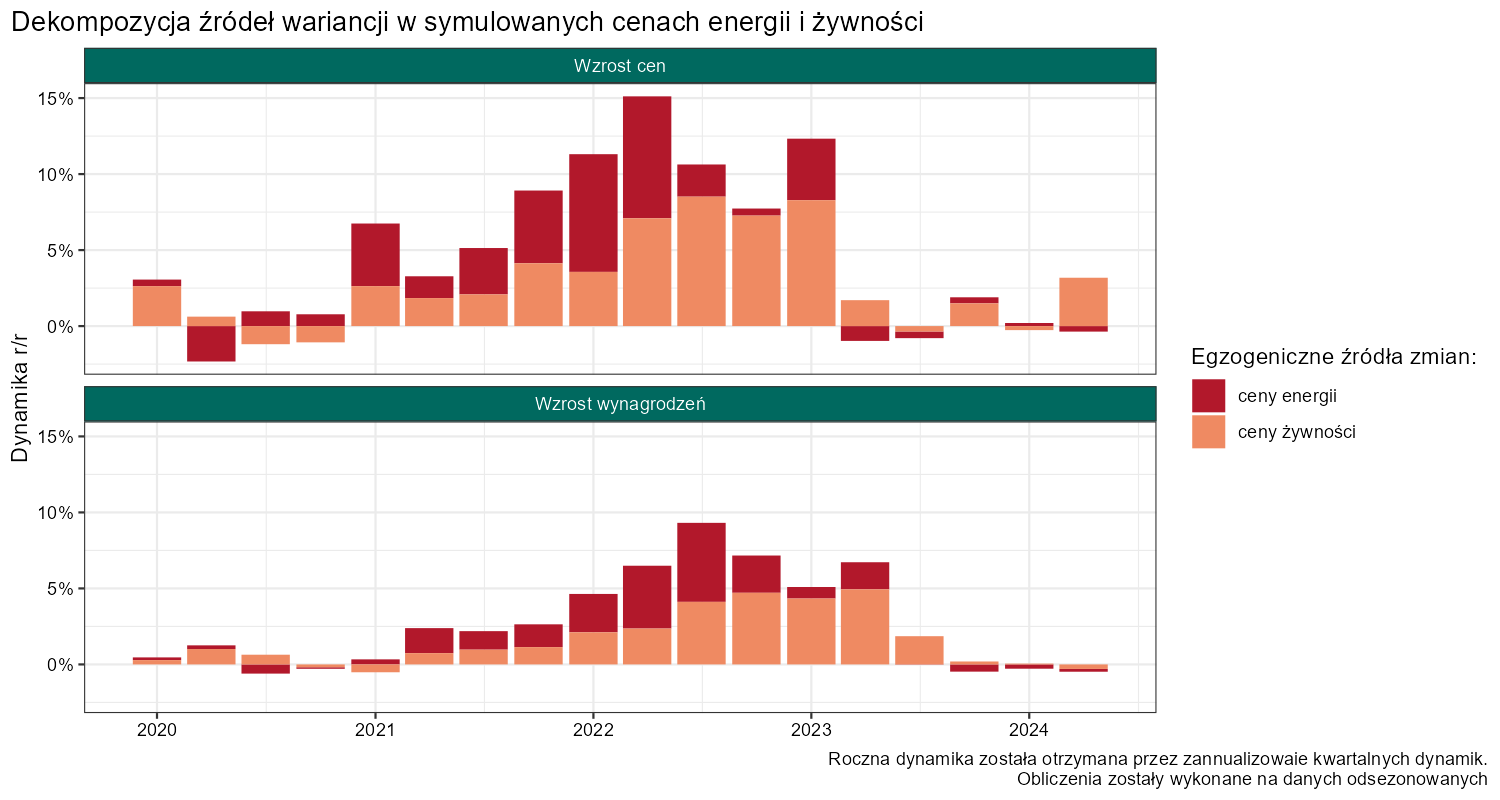 Dekompozycja źródeł wariancji w symulowanych cenach energii i żywności
Wzrost cen
15%
10%
5%
0%
Dynamika r/r
Wzrost wynagrodzeń
15%
10%
5%
0%
2020 2021 2022 2023 2024
Egzogeniczne źródła zmian:
ceny energii
ceny żywności
Roczna dynamika została otrzymana przez zannualizowaie kwartalnych dynamik.
Obliczenia zostały wykonane na danych odsezonowanych